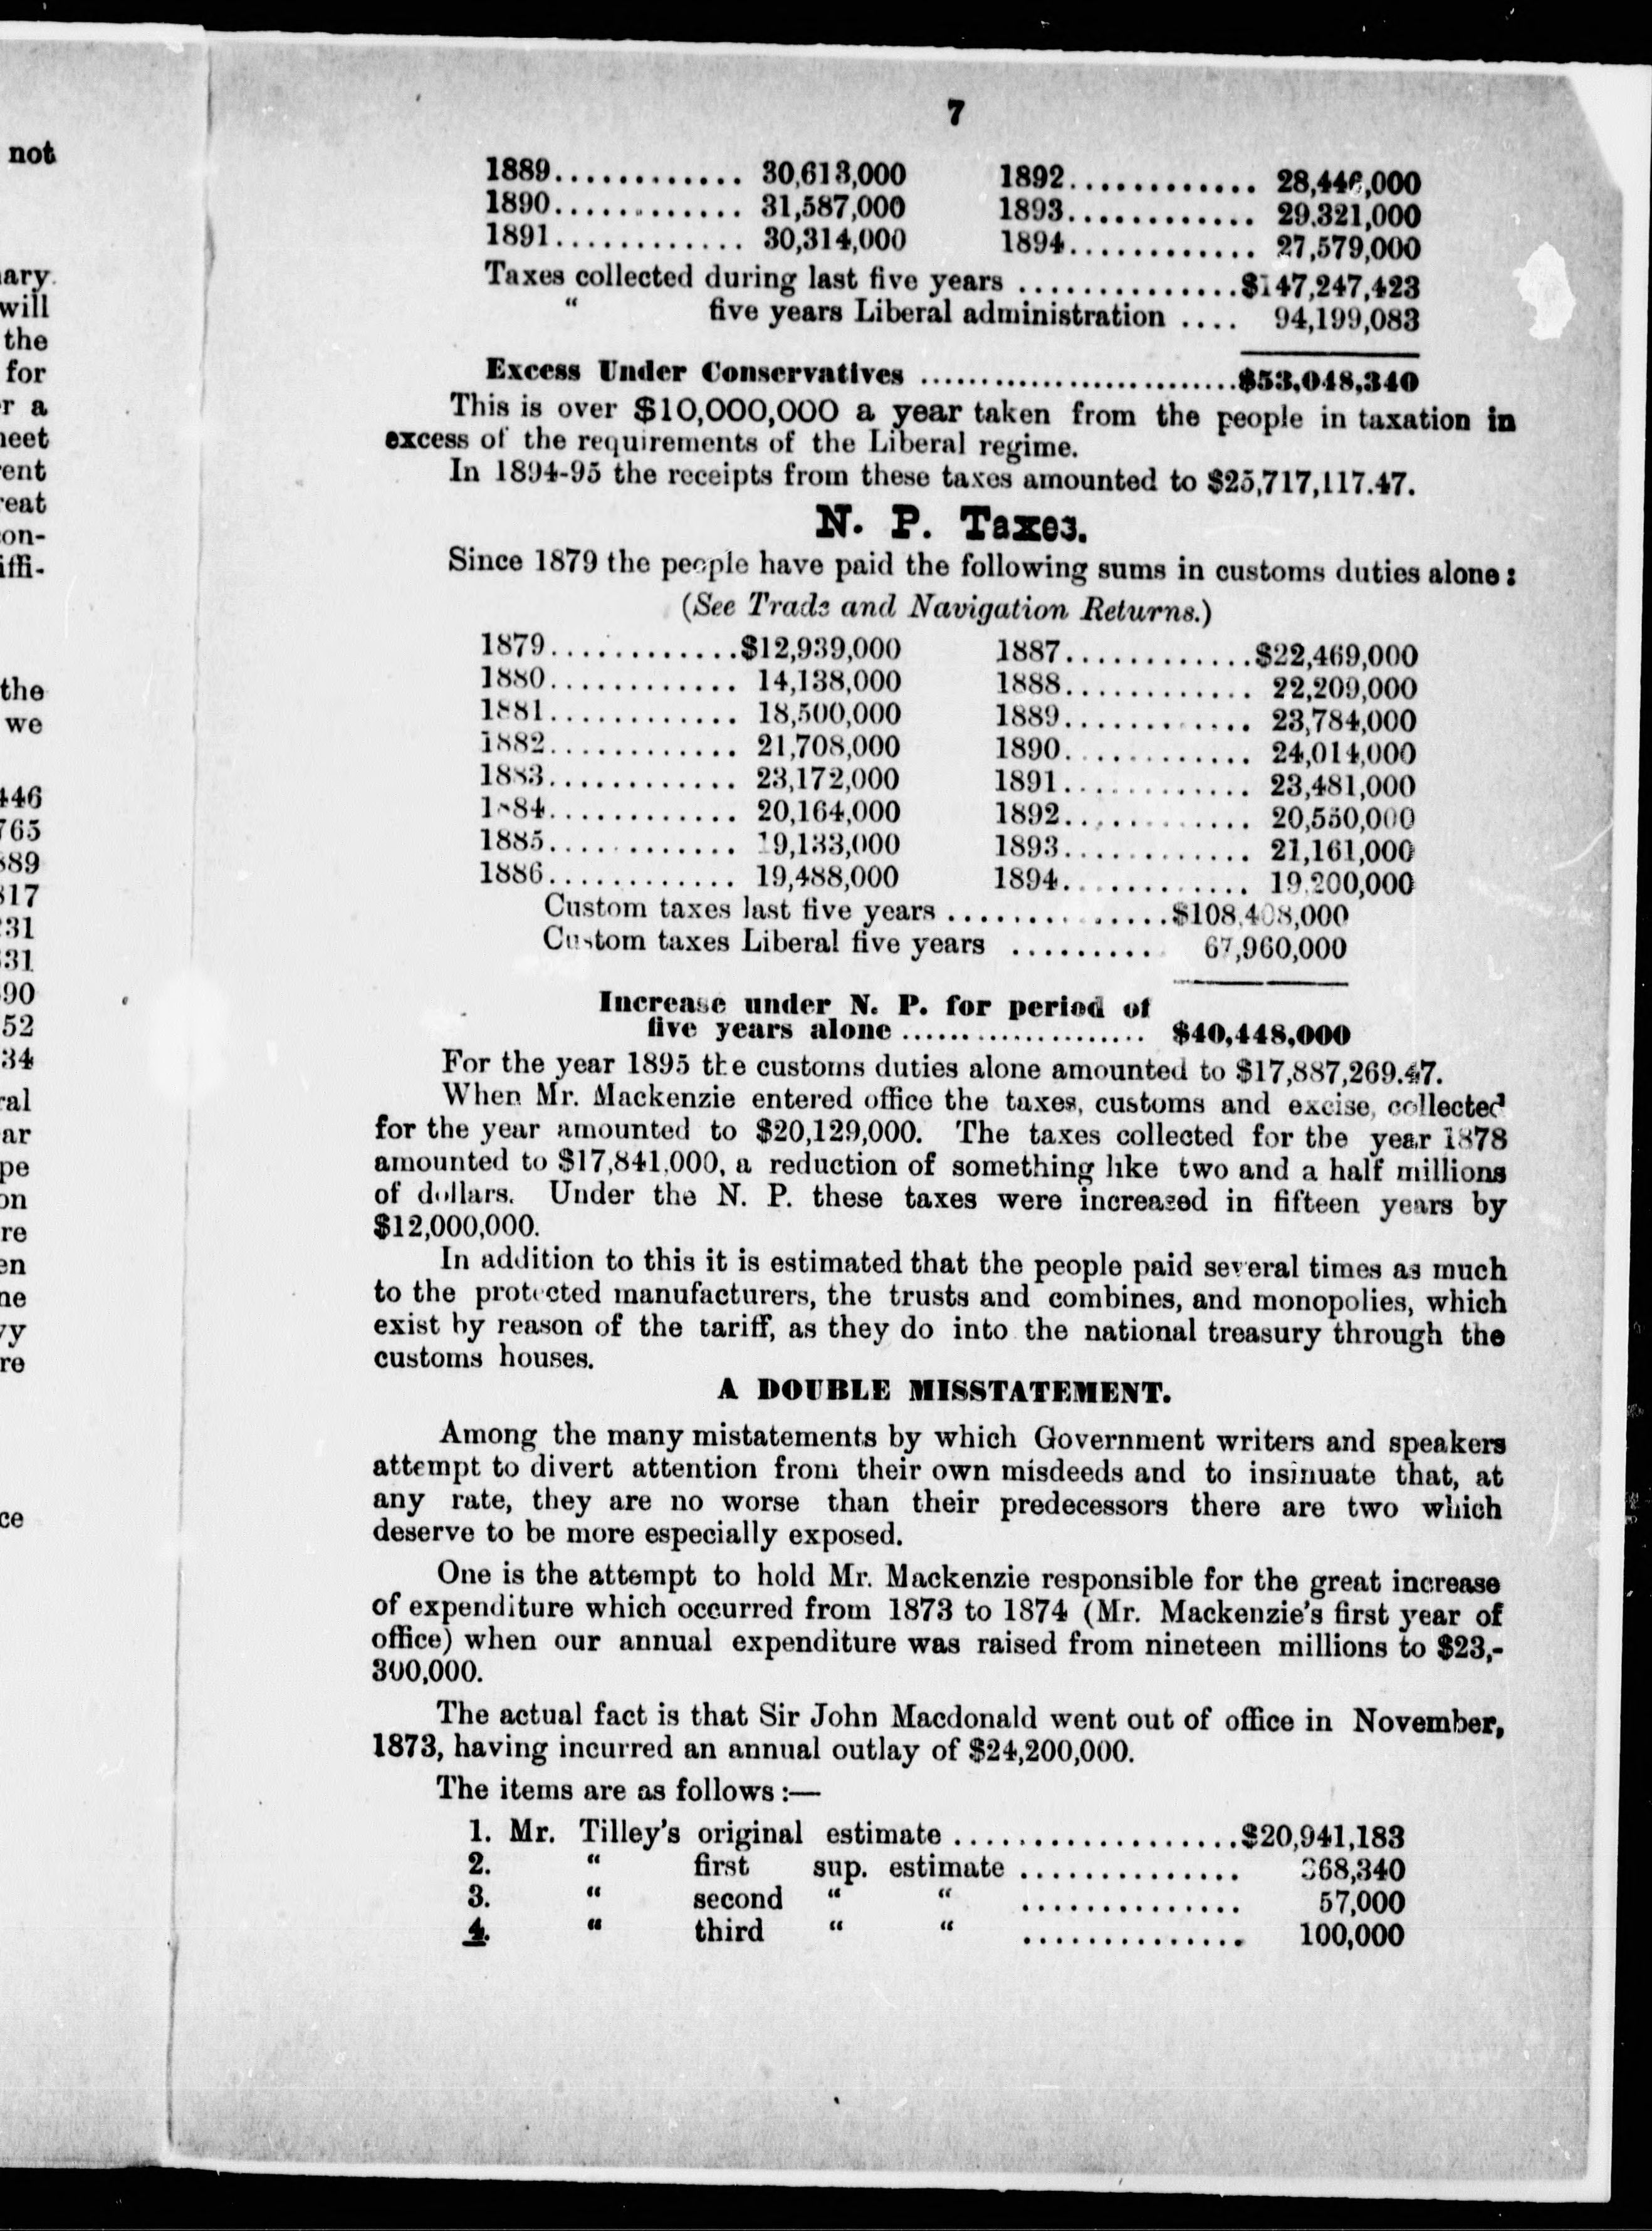 7
1889............ 30,613,000 1892............ 28,446,000
1890............ 31,587,000 1893............ 29,321,000
1891............ 30,314,000 1894............ 27,579,000
Taxes collected during last five years ..............$147,247,423
“ five years Liberal administration .... 94,199,083
Excess Under Conservatives ...........................$53,048,340
This is over $10,000,000 a year taken from the people in taxation in
excess of the requirements of the Liberal regime.
In 1894-95 the receipts from these taxes amounted to $25,717,117.47.
N. P. Taxes.
Since 1879 the people have paid the following sums in customs duties alone:
(See Trade and Navigation Returns.)
1879............$12,939,000 1887............$22,469,000
1880............ 14,138,000 1888............ 22,209,000
1881............ 18,500,000 1889............ 23,784,000
1882............ 21,708,000 1890............ 24,014,000
1883............ 23,172,000 1891............ 23,481,000
1884............ 20,164,000 1892............ 20,550,000
1885............ 19,133,000 1893............ 21,161,000
1886............ 19,488,000 1894............ 19,200,000
Custom taxes last five years ..............$108,408,000
Custom taxes Liberal five years ......... 67,960,000
Increase under N. P. for period of
five years alone ..................... $40,448,000
For the year 1895 the customs duties alone amounted to $17,887,269.47.
When Mr. Mackenzie entered office the taxes, customs and excise, collected
for the year amounted to $20,129,000. The taxes collected for the year 1878
amounted to $17,841,000, a reduction of something like two and a half millions
of dollars. Under the N. P. these taxes were increased in fifteen years by
$12,000,000.
In addition to this it is estimated that the people paid several times as much
to the protected manufacturers, the trusts and combines, and monopolies, which
exist by reason of the tariff, as they do into the national treasury through the
customs houses.
A DOUBLE MISSTATEMENT.
Among the many mistatements by which Government writers and speakers
attempt to divert attention from their own misdeeds and to insinuate that, at
any rate, they are no worse than their predecessors there are two which
deserve to be more especially exposed.
One is the attempt to hold Mr. Mackenzie responsible for the great increase
of expenditure which occurred from 1873 to 1874 (Mr. Mackenzie's first year of
office) when our annual expenditure was raised from nineteen millions to $23,-
300,000.
The actual fact is that Sir John Macdonald went out of office in November,
1873, having incurred an annual outlay of $24,200,000.
The items are as follows :—
1. Mr. Tilley's original estimate ...................$20,941,183
2. “ first sup. estimate ............... 368,340
3. “ second “ “ .............. 57,000
4. “ third “ “ .............. 100,000